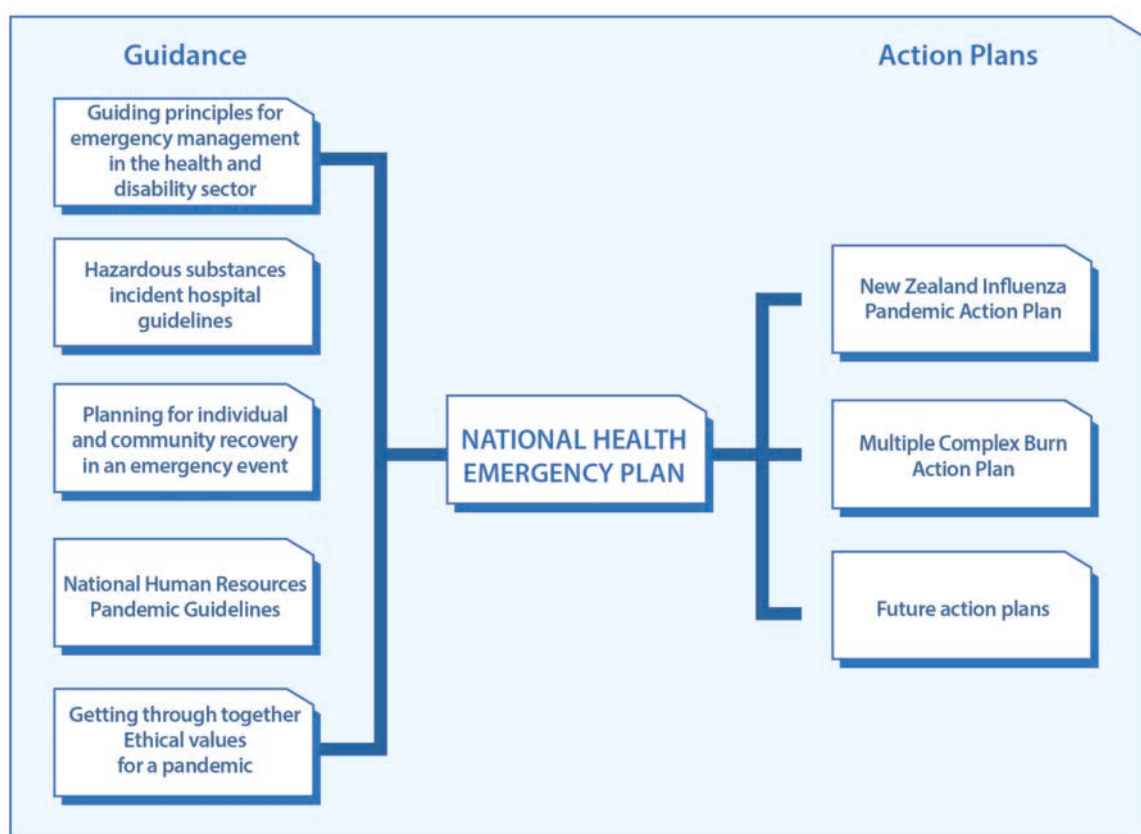 Guidance
Guiding principles for
emergency management
in the health and
disability sector
Hazardous substances
incident hospital
guidelines
Planning for individual
and community recovery
in an emergency event
National Human Resources
Pandemic Guidelines
Getting through together
Ethical values
for a pandemic
NATIONAL HEALTH
EMERGENCY PLAN
Action Plans
New Zealand Influenza
Pandemic Action Plan
Multiple Complex Burn
Action Plan
Future action plans